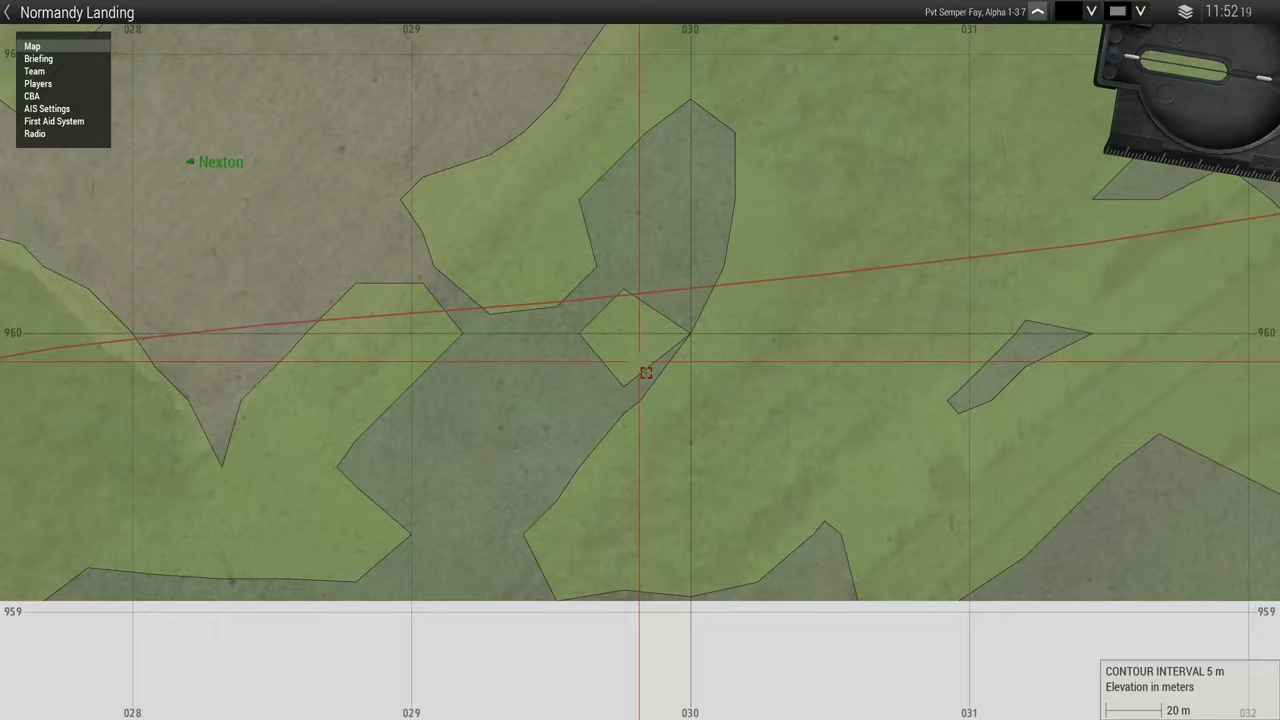 Normandy Landing
Pvt Semper Fay, Alpha 1-3 7
11:52 19
028
029
030
031
96
Map
Briefing
Team
Players
CBA
AIS Settings
First Aid System
Radio
Nexton
960
960
959
959
CONTOUR INTERVAL 5 m
Elevation in meters
20 m
028
029
030
031
032